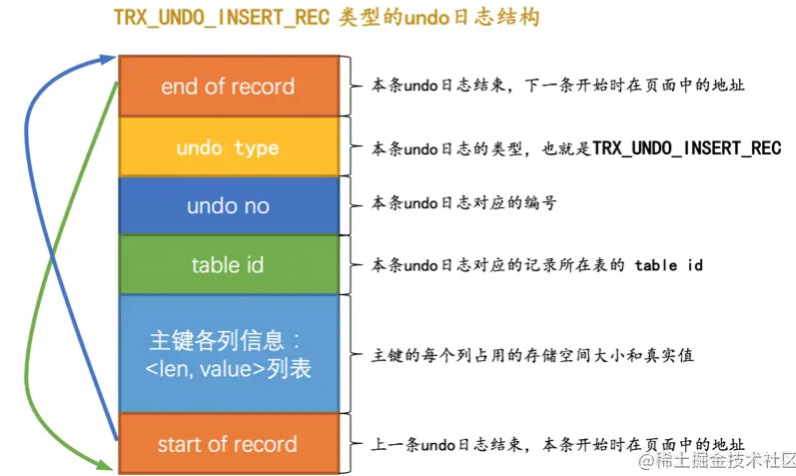 TRX_UNDO_INSERT_REC 类型的undo日志结构
end of record
本条undo日志结束，下一条开始时在页面中的地址
undo type
本条undo日志的类型，也就是TRX_UNDO_INSERT_REC
undo no
本条undo日志对应的编号
table id
本条undo日志对应的记录所在表的 table id
主键各列信息：
<len, value>列表
主键的每个列占用的存储空间大小和真实值
start of record
上一条undo日志结束，本条开始时在页面中的地址
@稀土掘金技术社区